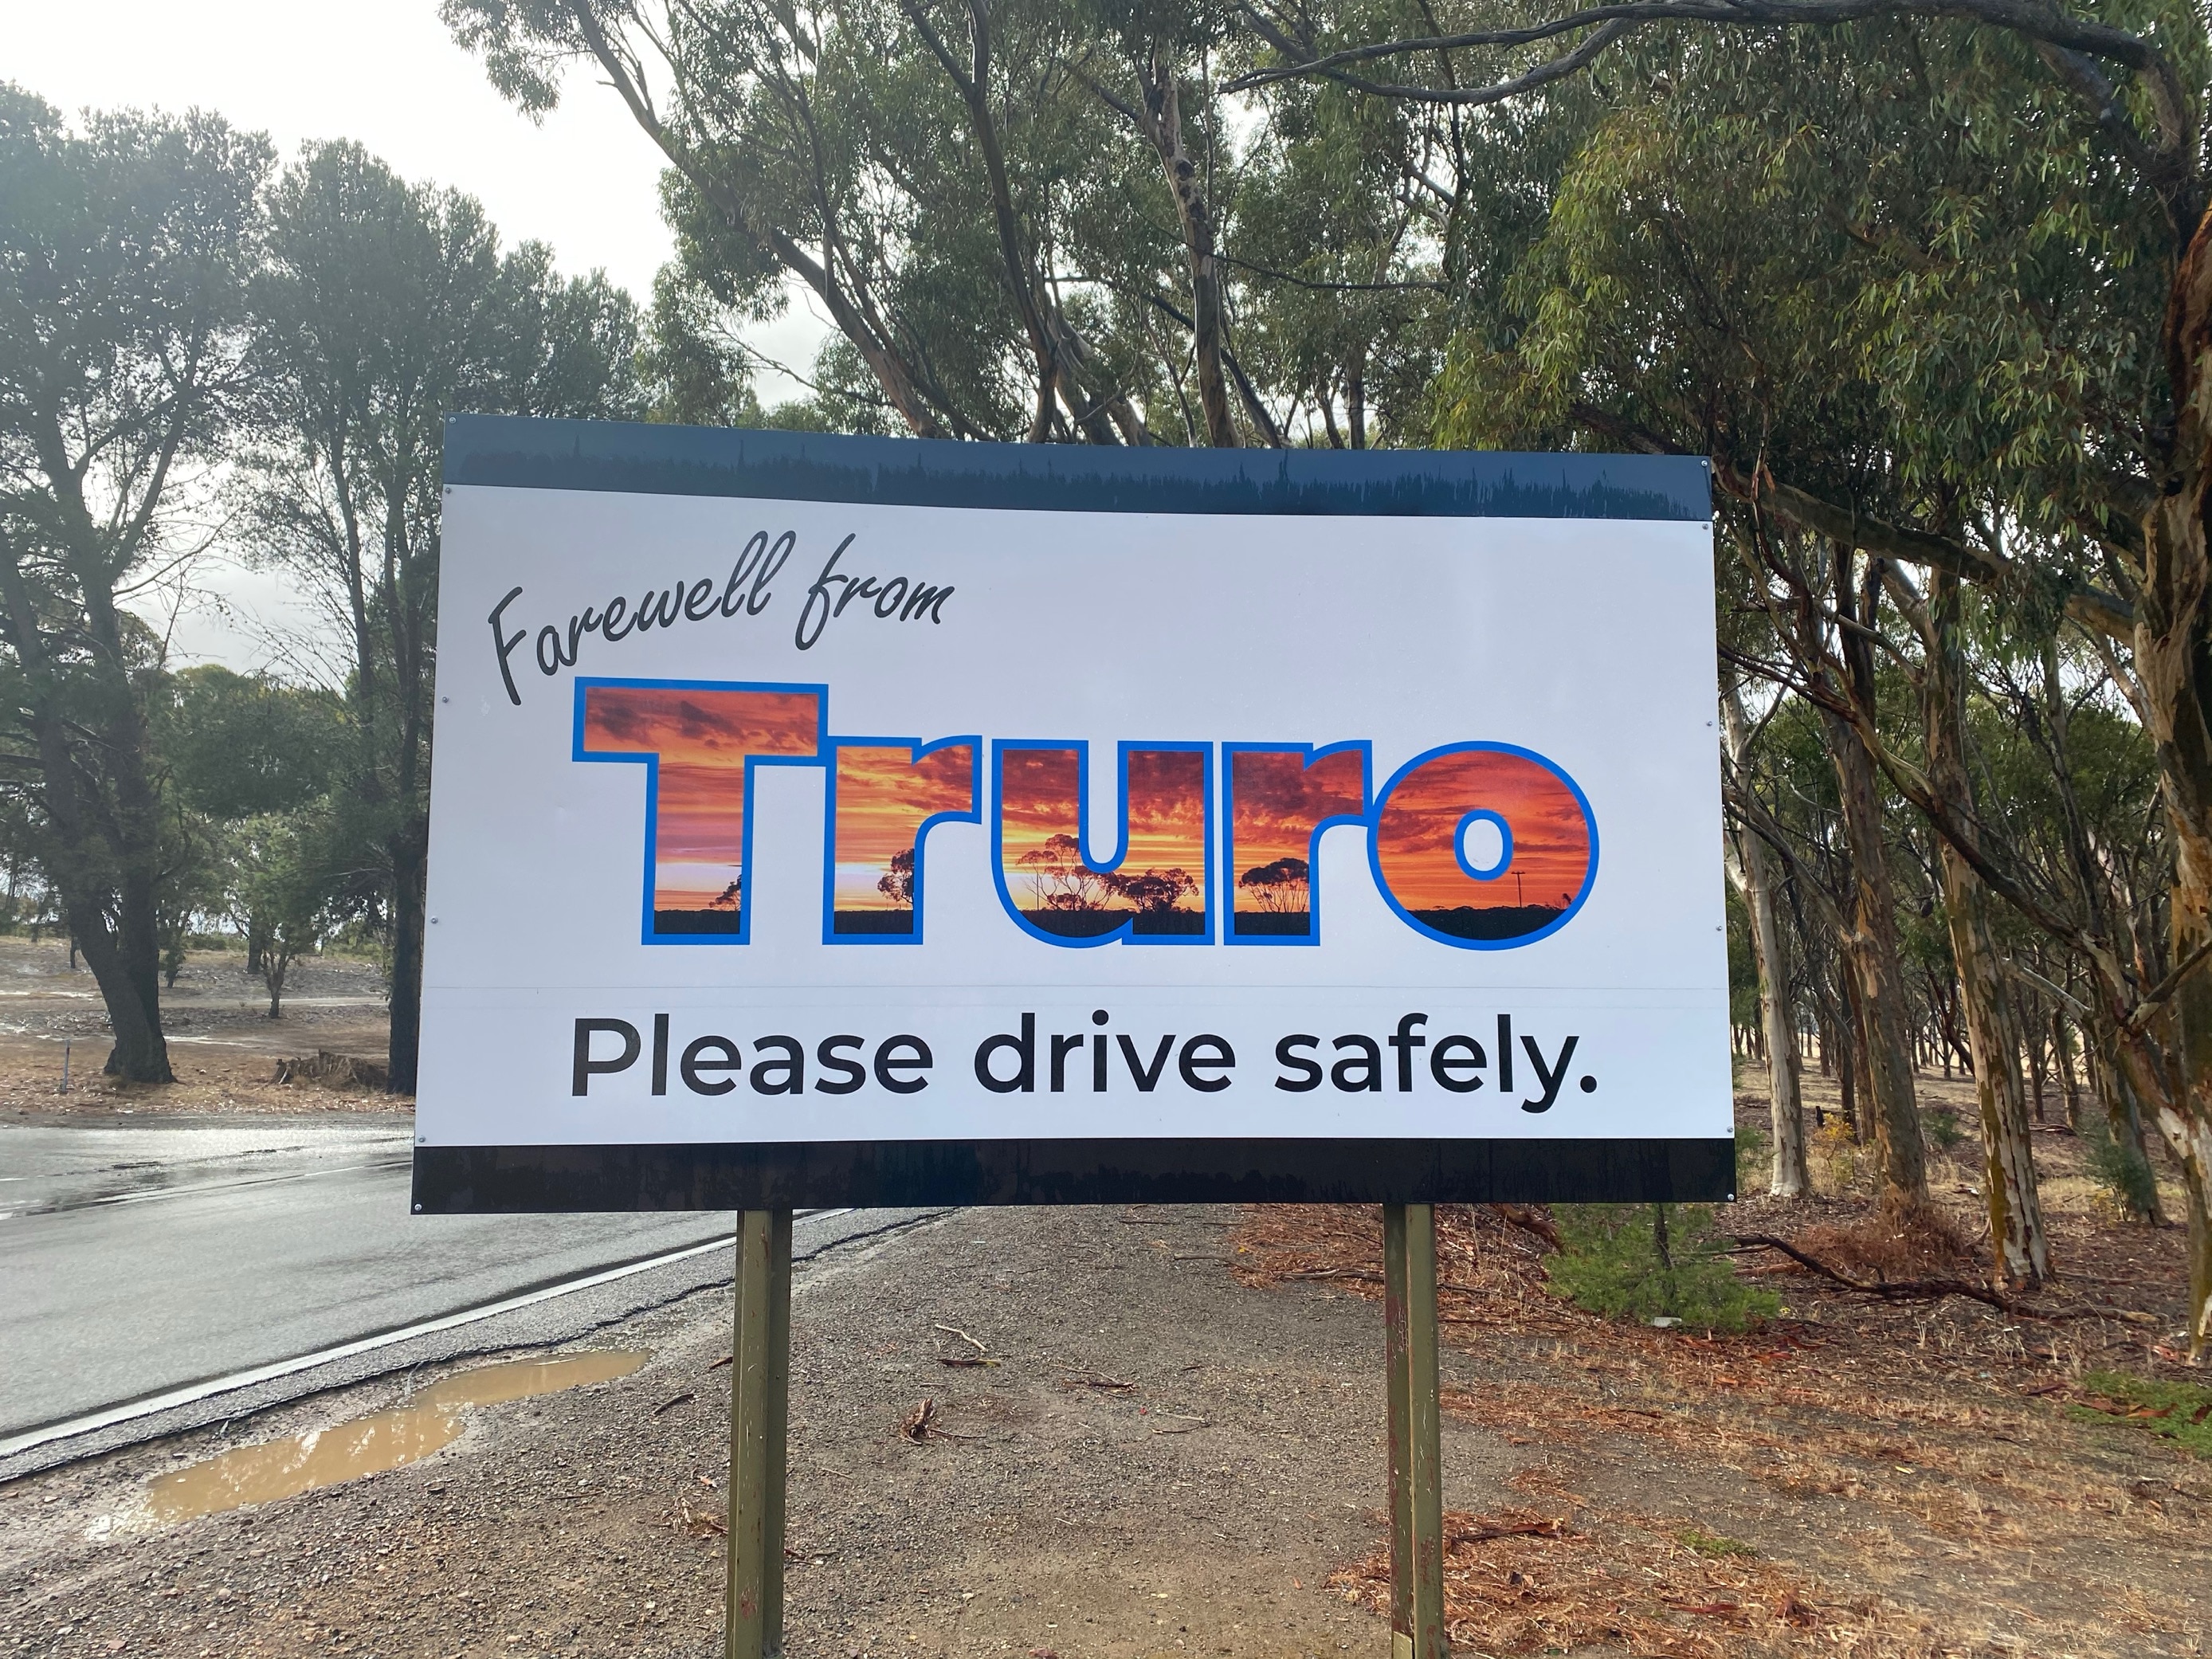 Farewell from
Truro
Please drive safely.